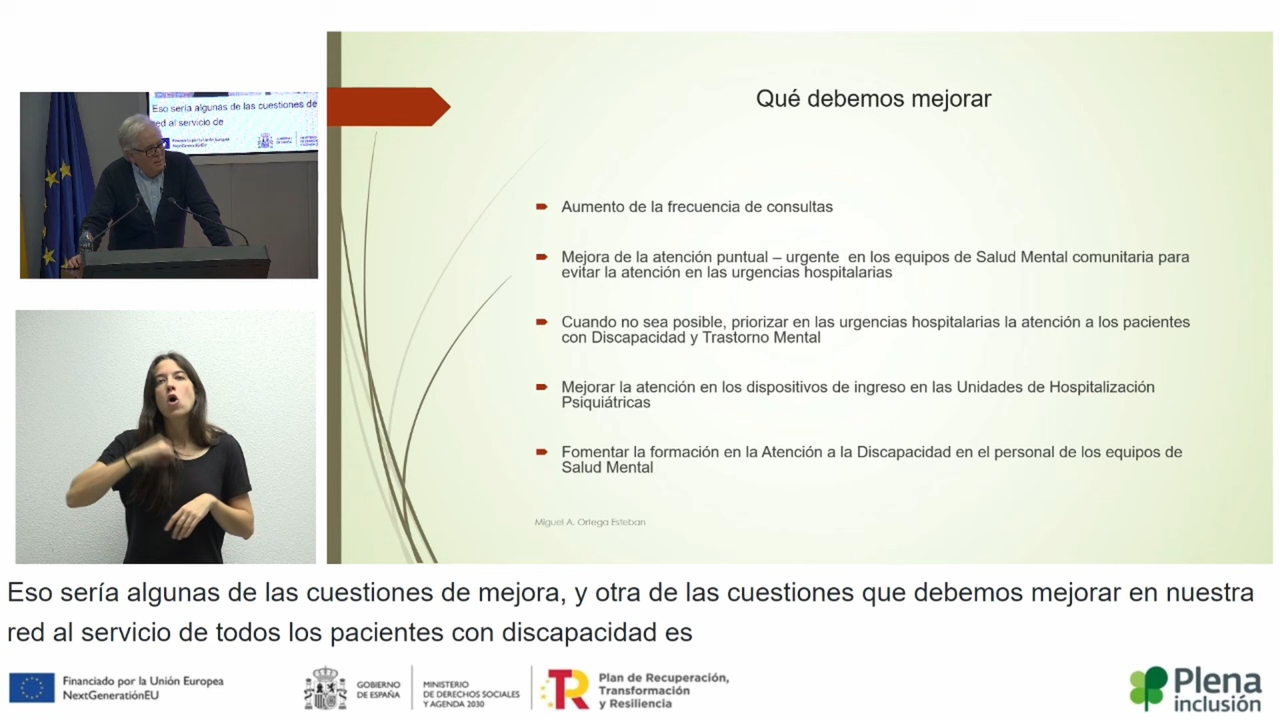 Eso sería algunas de las cuestiones de
red al servicio de
Financiado por la Unión Europea
NextGenerationEU
Qué debemos mejorar
Aumento de la frecuencia de consultas
Mejora de la atención puntual – urgente en los equipos de Salud Mental comunitaria para
evitar la atención en las urgencias hospitalarias
Cuando no sea posible, priorizar en las urgencias hospitalarias la atención a los pacientes
con Discapacidad y Trastorno Mental
Mejorar la atención en los dispositivos de ingreso en las Unidades de Hospitalización
Psiquiátricas
Fomentar la formación en la Atención a la Discapacidad en el personal de los equipos de
Salud Mental
Miguel A. Ortega Esteban
Eso sería algunas de las cuestiones de mejora, y otra de las cuestiones que debemos mejorar en nuestra
red al servicio de todos los pacientes con discapacidad es
Financiado por la Unión Europea
NextGenerationEU
GOBIERNO
DE ESPAÑA
MINISTERIO
DE DERECHOS SOCIALES
Y AGENDA 2030
Plan de Recuperación,
Transformación
y Resiliencia
Plena
inclusión